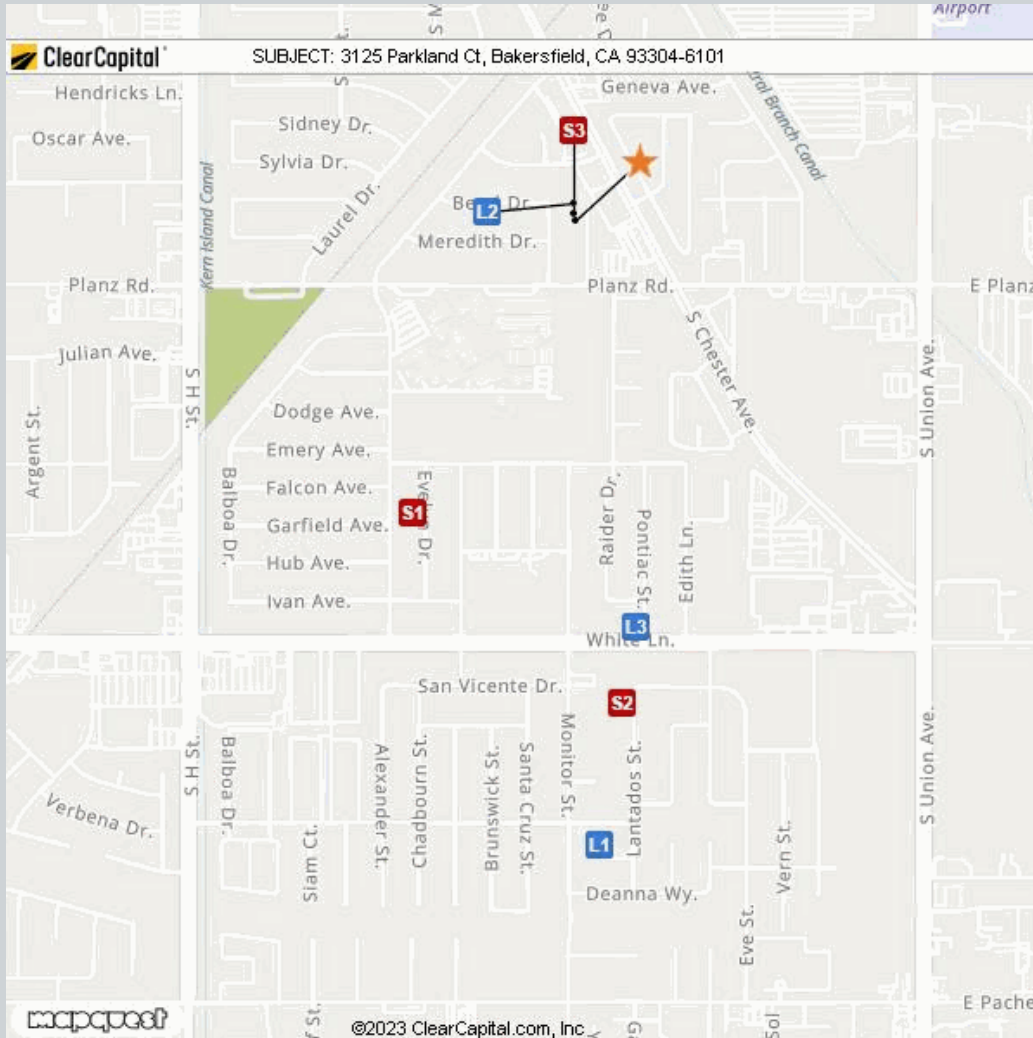 Airport
ClearCapital
SUBJECT: 3125 Parkland Ct, Bakersfield, CA 93304-6101
Hendricks Ln.
Geneva Ave.
Branch Canal
Oscar Ave.
Sidney Dr.
S3
Sylvia Dr.
Kern Island Canal
Laurel Dr.
L2
Dr.
Meredith Dr.
Planz Rd.
Planz Rd.
E Planz
Julian Ave.
S H St.
S Chester Ave.
S Union Ave.
Argent St.
Dodge Ave.
Emery Ave.
Falcon Ave.
Balboa Dr.
S1
Dr.
Garfield Ave.
Raider Dr.
Pontiac St.
Edith Ln.
Hub Ave.
Ivan Ave.
L3
White Ln.
San Vicente Dr.
S2
S H St.
Balboa Dr.
Alexander St.
Chadbourn St.
Brunswick St.
Santa Cruz St.
Monitor St.
Lantados St.
S Union Ave.
Verbena Dr.
Siam Ct.
L1
Vern St.
Deanna Wy.
Eve St.
E Pache
mapquest
©2023 ClearCapital.com, Inc